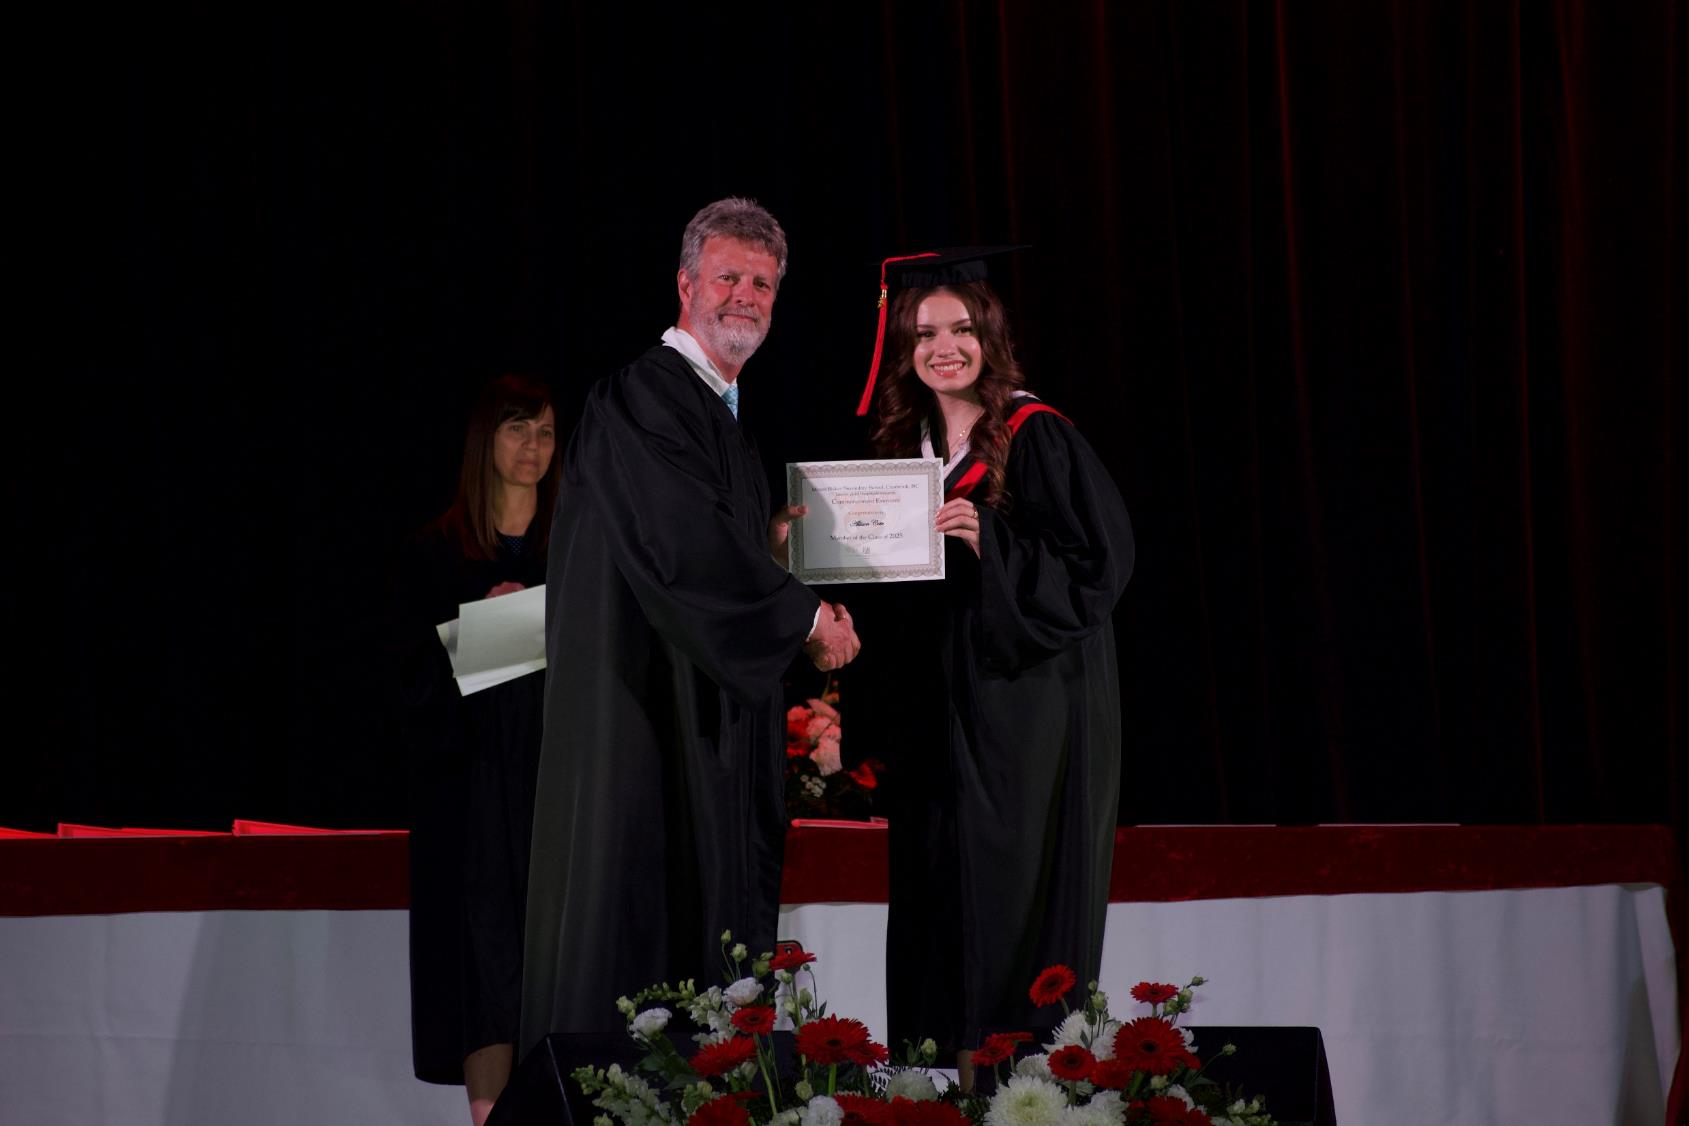 Mount Baker Secondary School, Cranbrook, BC
Commencement Exercises
Congratulations
Member of the Class of 2025